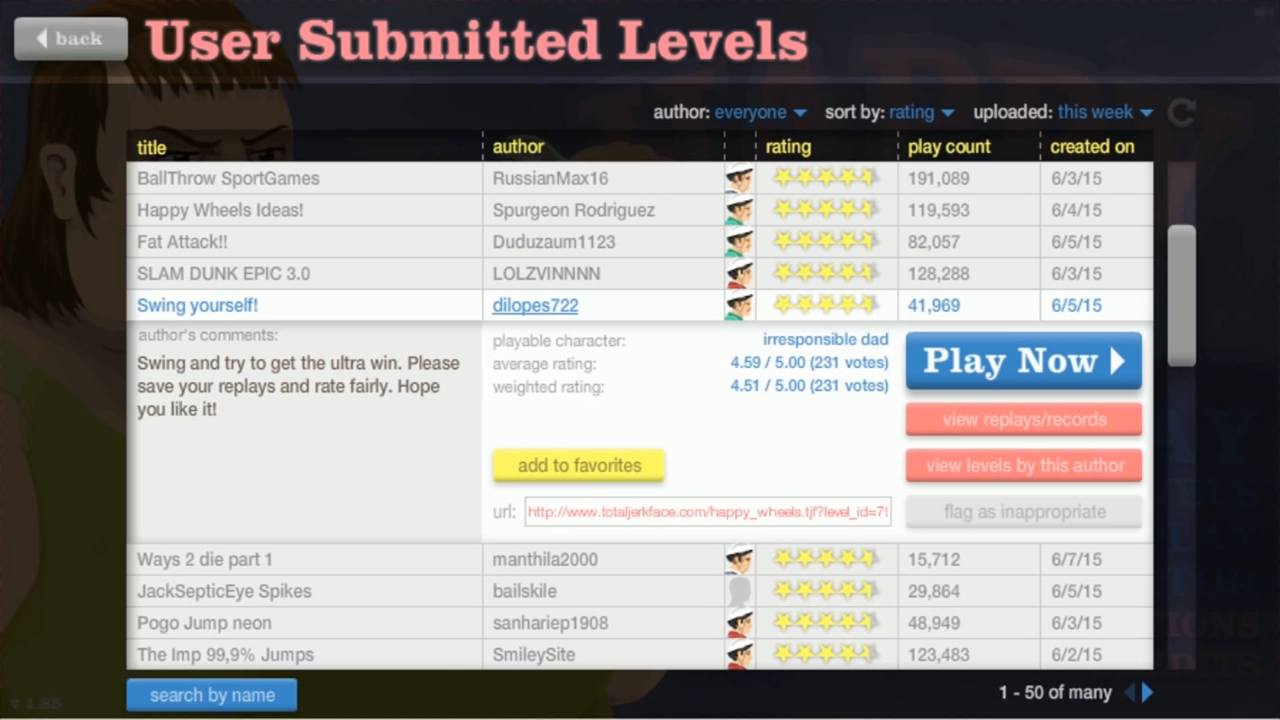 back
User Submitted Levels
author: everyone sort by: rating uploaded: this week
title author rating play count created on
BallThrow SportGames RussianMax16 191,089 6/3/15
Happy Wheels Ideas! Spurgeon Rodriguez 119,593 6/4/15
Fat Attack!! Duduzaum1123 82,057 6/5/15
SLAM DUNK EPIC 3.0 LOLZVINNNN 128,288 6/3/15
Swing yourself! dilopes722 41,969 6/5/15
author's comments:
Swing and try to get the ultra win. Please
save your replays and rate fairly. Hope
you like it!
playable character: irresponsible dad
average rating: 4.59 / 5.00 (231 votes)
weighted rating: 4.51 / 5.00 (231 votes)
add to favorites
url: http://www.totaljerkface.com/happy_wheels.tjf?level_id=7!
Play Now
view replays/records
view levels by this author
flag as inappropriate
Ways 2 die part 1 manthila2000 15,712 6/7/15
JackSepticEye Spikes bailskile 29,864 6/5/15
Pogo Jump neon sanhariep1908 48,949 6/3/15
The Imp 99,9% Jumps SmileySite 123,483 6/2/15
search by name
1 - 50 of many
v 1.85